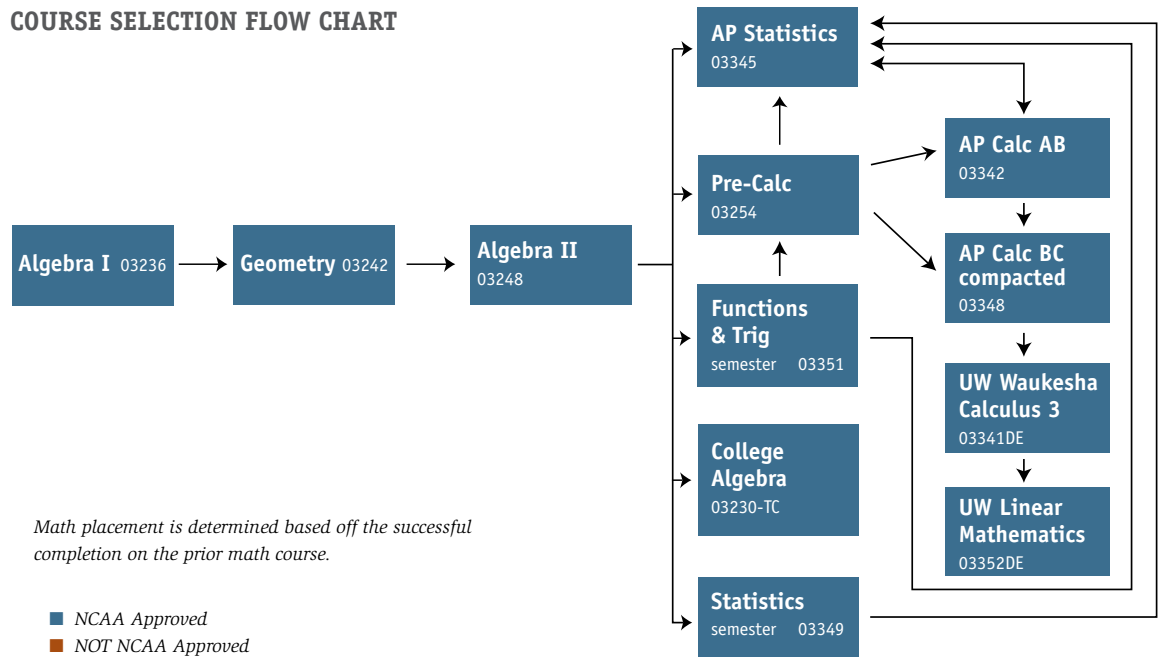 COURSE SELECTION FLOW CHART
Algebra I 03236
Geometry 03242
Algebra II
03248
AP Statistics
03345
Pre-Calc
03254
Functions
& Trig
semester 03351
College
Algebra
03230-TC
Statistics
semester 03349
AP Calc AB
03342
AP Calc BC
compacted
03348
UW Waukesha
Calculus 3
03341DE
UW Linear
Mathematics
03352DE
Math placement is determined based off the successful
completion on the prior math course.
NCAA Approved
NOT NCAA Approved